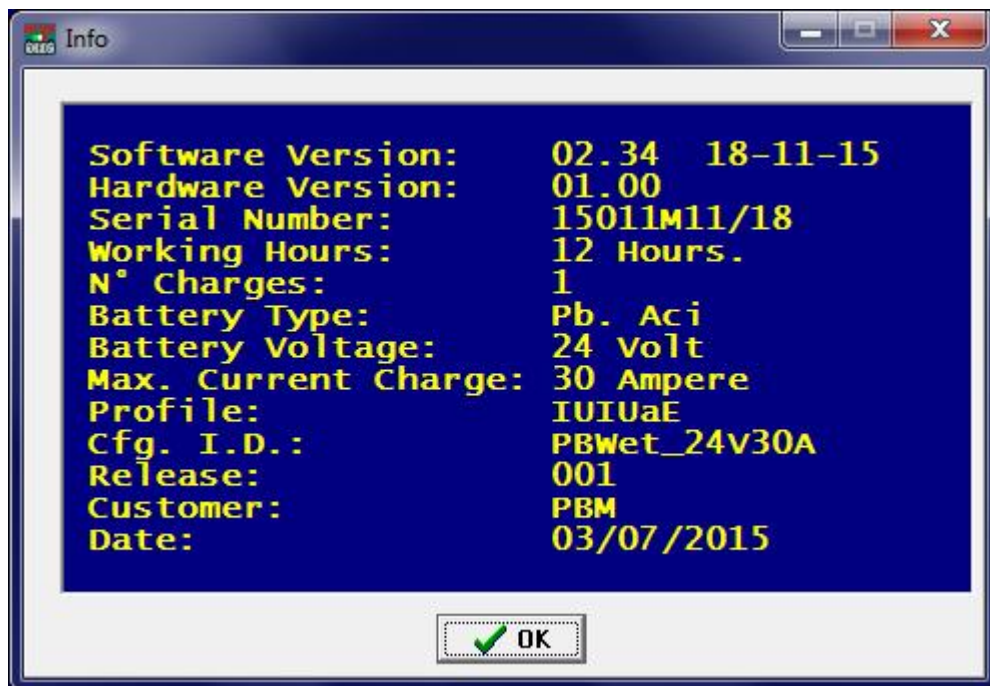 Info
Software Version: 02.34 18-11-15
Hardware Version: 01.00
Serial Number: 15011M11/18
Working Hours: 12 Hours.
N° Charges: 1
Battery Type: Pb. Aci
Battery Voltage: 24 Volt
Max. Current Charge: 30 Ampere
Profile: IUIUaE
Cfg. I.D.: PBWet_24V30A
Release: 001
Customer: PBM
Date: 03/07/2015
OK